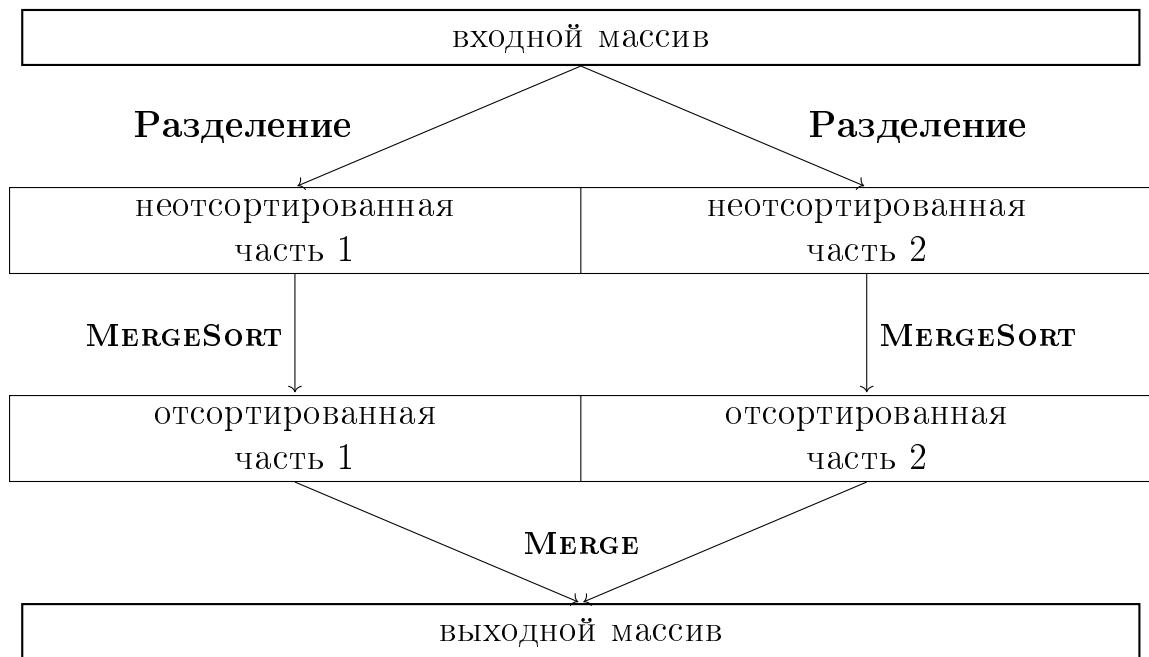 входной массив
Разделение Разделение
неотсортированная неотсортированная
часть 1 часть 2
MERGESORT MERGESORT
отсортированная отсортированная
часть 1 часть 2
MERGE
выходной массив